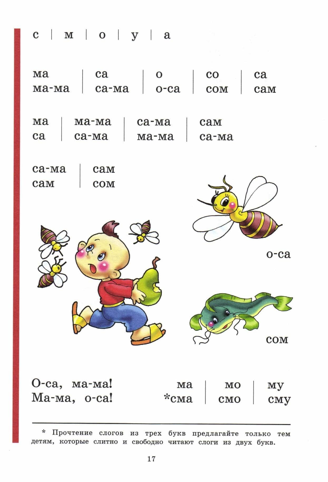 с | м | о | у | а
ма | са | о | со | са
ма-ма | са-ма | о-са | сом | сам
ма | ма-ма | са-ма | сам
са | са-ма | ма-ма | са-ма
са-ма | сам
сам | сом
о-са
сом
О-са, ма-ма!
Ма-ма, о-са!
ма | мо | му
*сма | смо | сму
* Прочтение слогов из трех букв предлагайте только тем
детям, которые слитно и свободно читают слоги из двух букв.
17